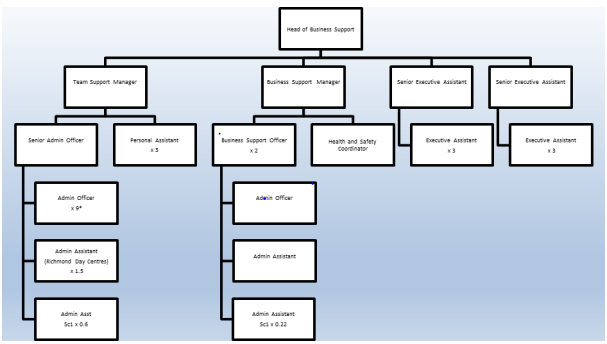 Head of Business Support
Team Support Manager
Business Support Manager
Senior Executive Assistant
Senior Executive Assistant
Senior Admin Officer
Personal Assistant
x 5
*
Business Support Officer
x 2
Health and Safety
Coordinator
Executive Assistant
x 3
Executive Assistant
x 3
Admin Officer
x 9*
Admin Officer
Admin Assistant
(Richmond Day Centres)
x 1.5
Admin Assistant
Admin Asst
Sc1 x 0.6
Admin Assistant
Sc1 x 0.22